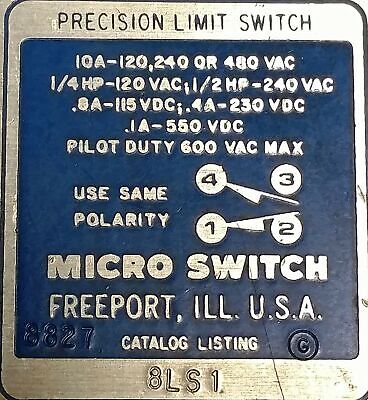 PRECISION LIMIT SWITCH
10A-120,240 OR 480 VAC
1/4 HP-120 VAC; 1/2 HP-240 VAC
.8A-115 VDC; .4A-230 VDC
.1A-550 VDC
PILOT DUTY 600 VAC MAX
4 3
USE SAME
POLARITY
1 2
MICRO SWITCH
FREEPORT, ILL. U.S.A.
8827 CATALOG LISTING ©
8LS1